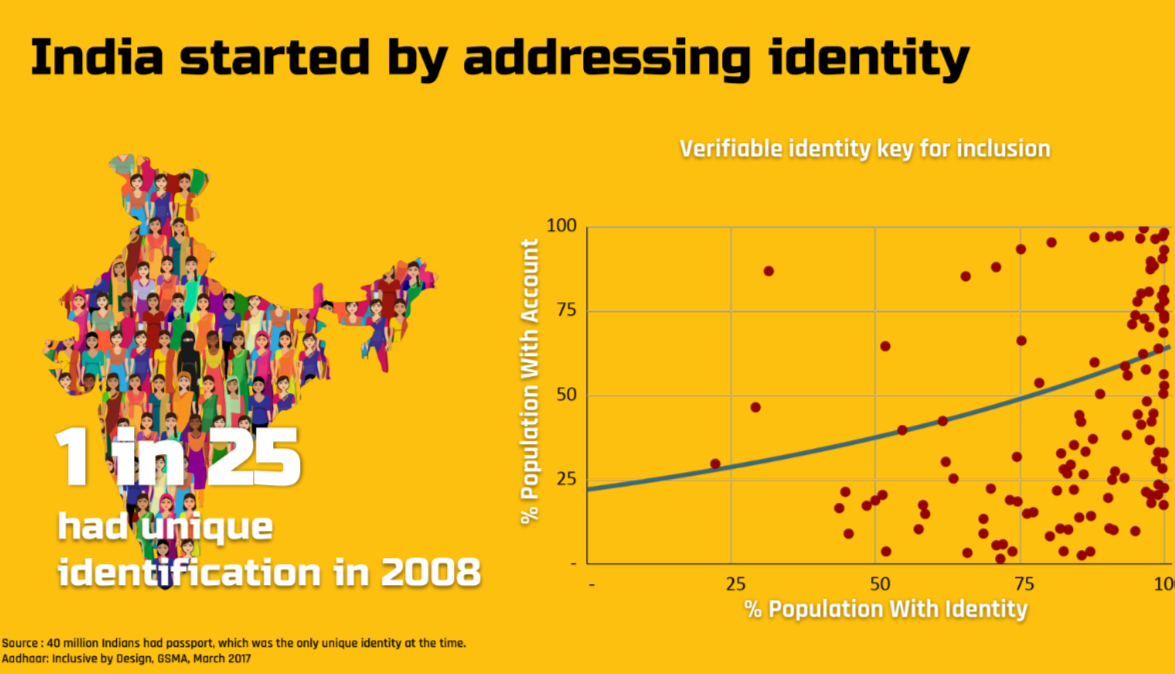 India started by addressing identity
Verifiable identity key for inclusion
1 in 25
had unique
identification in 2008
% Population With Account
100
75
50
25
-
-
25
50
75
10
% Population With Identity
Source : 40 million Indians had passport, which was the only unique identity at the time.
Aadhaar: Inclusive by Design, GSMA, March 2017